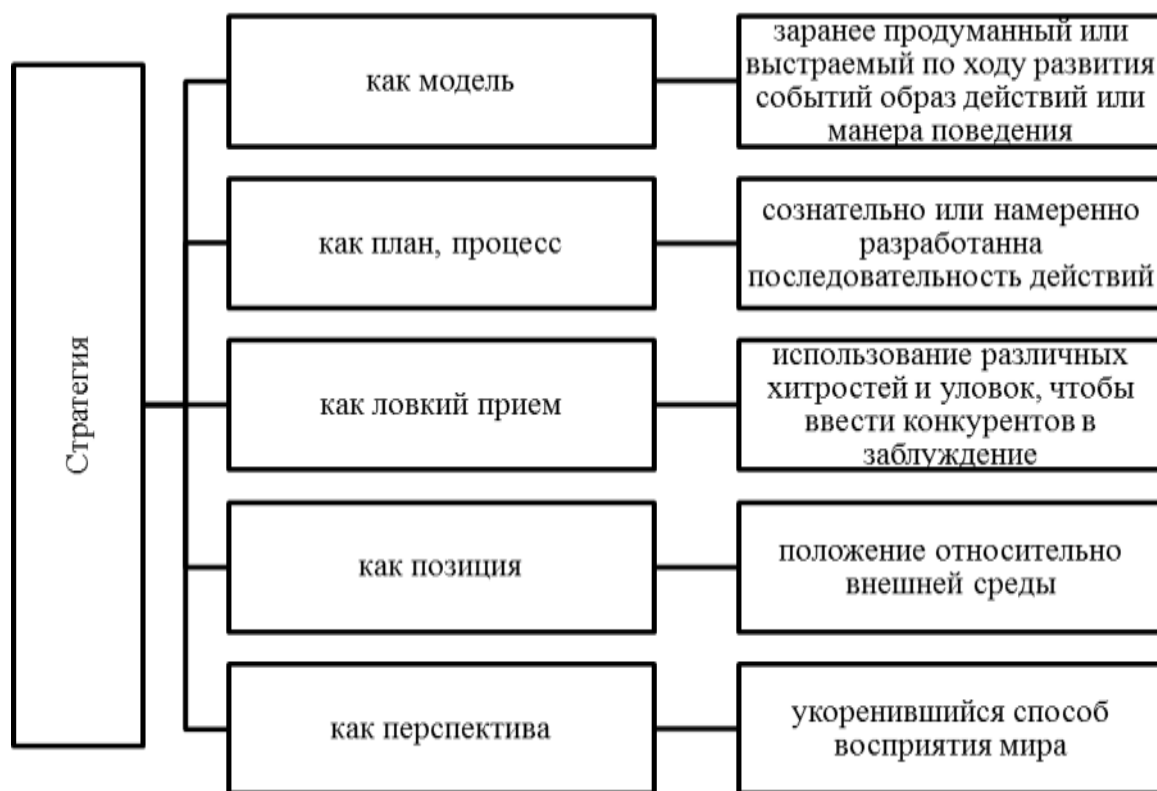 Стратегия
как модель
заранее продуманный или
выстраемый по ходу развития
событий образ действий или
манера поведения
как план, процесс
сознательно или намеренно
разработанна
последовательность действий
как ловкий прием
использование различных
хитростей и уловок, чтобы
ввести конкурентов в
заблуждение
как позиция
положение относительно
внешней среды
как перспектива
укоренившийся способ
восприятия мира